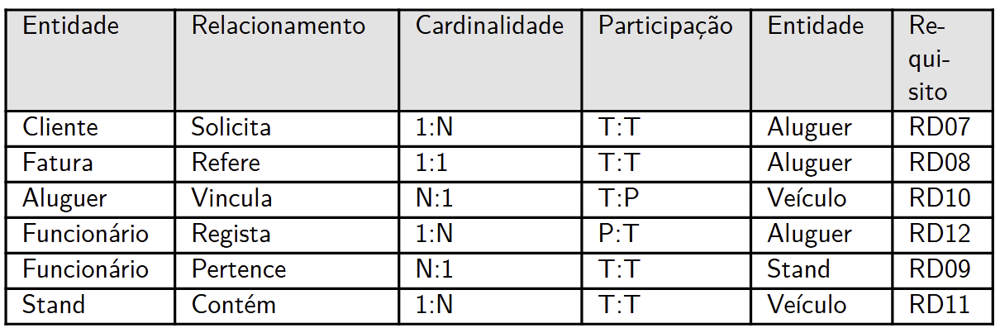 Entidade Relacionamento Cardinalidade Participação Entidade Re-
qui-
sito
Cliente Solicita 1:N T:T Aluguer RD07
Fatura Refere 1:1 T:T Aluguer RD08
Aluguer Vincula N:1 T:P Veículo RD10
Funcionário Regista 1:N P:T Aluguer RD12
Funcionário Pertence N:1 T:T Stand RD09
Stand Contém 1:N T:T Veículo RD11